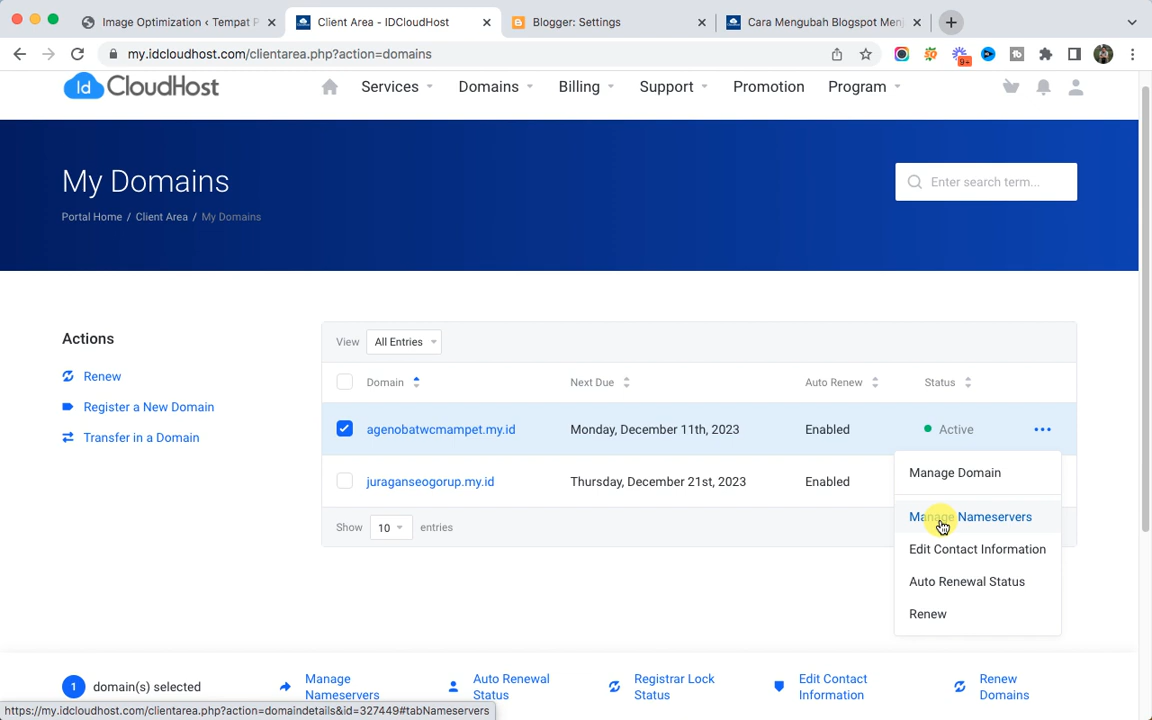 Image Optimization ‹ Tempat P
Client Area - IDCloudHost
Blogger: Settings
Cara Mengubah Blogspot Menj
my.idcloudhost.com/clientarea.php?action=domains
9+
Id CloudHost
Services
Domains
Billing
Support
Promotion
Program
My Domains
Enter search term...
Portal Home / Client Area / My Domains
Actions
Renew
Register a New Domain
Transfer in a Domain
View All Entries
Domain Next Due Auto Renew Status
agenobatwcmampet.my.id Monday, December 11th, 2023 Enabled Active
juraganseogorup.my.id Thursday, December 21st, 2023 Enabled
Show 10 entries
Manage Domain
Manage Nameservers
Edit Contact Information
Auto Renewal Status
Renew
1 domain(s) selected
Manage
Nameservers
Auto Renewal
Status
Registrar Lock
Status
Edit Contact
Information
Renew
Domains
https://my.idcloudhost.com/clientarea.php?action=domaindetails&id=327449#tabNameservers